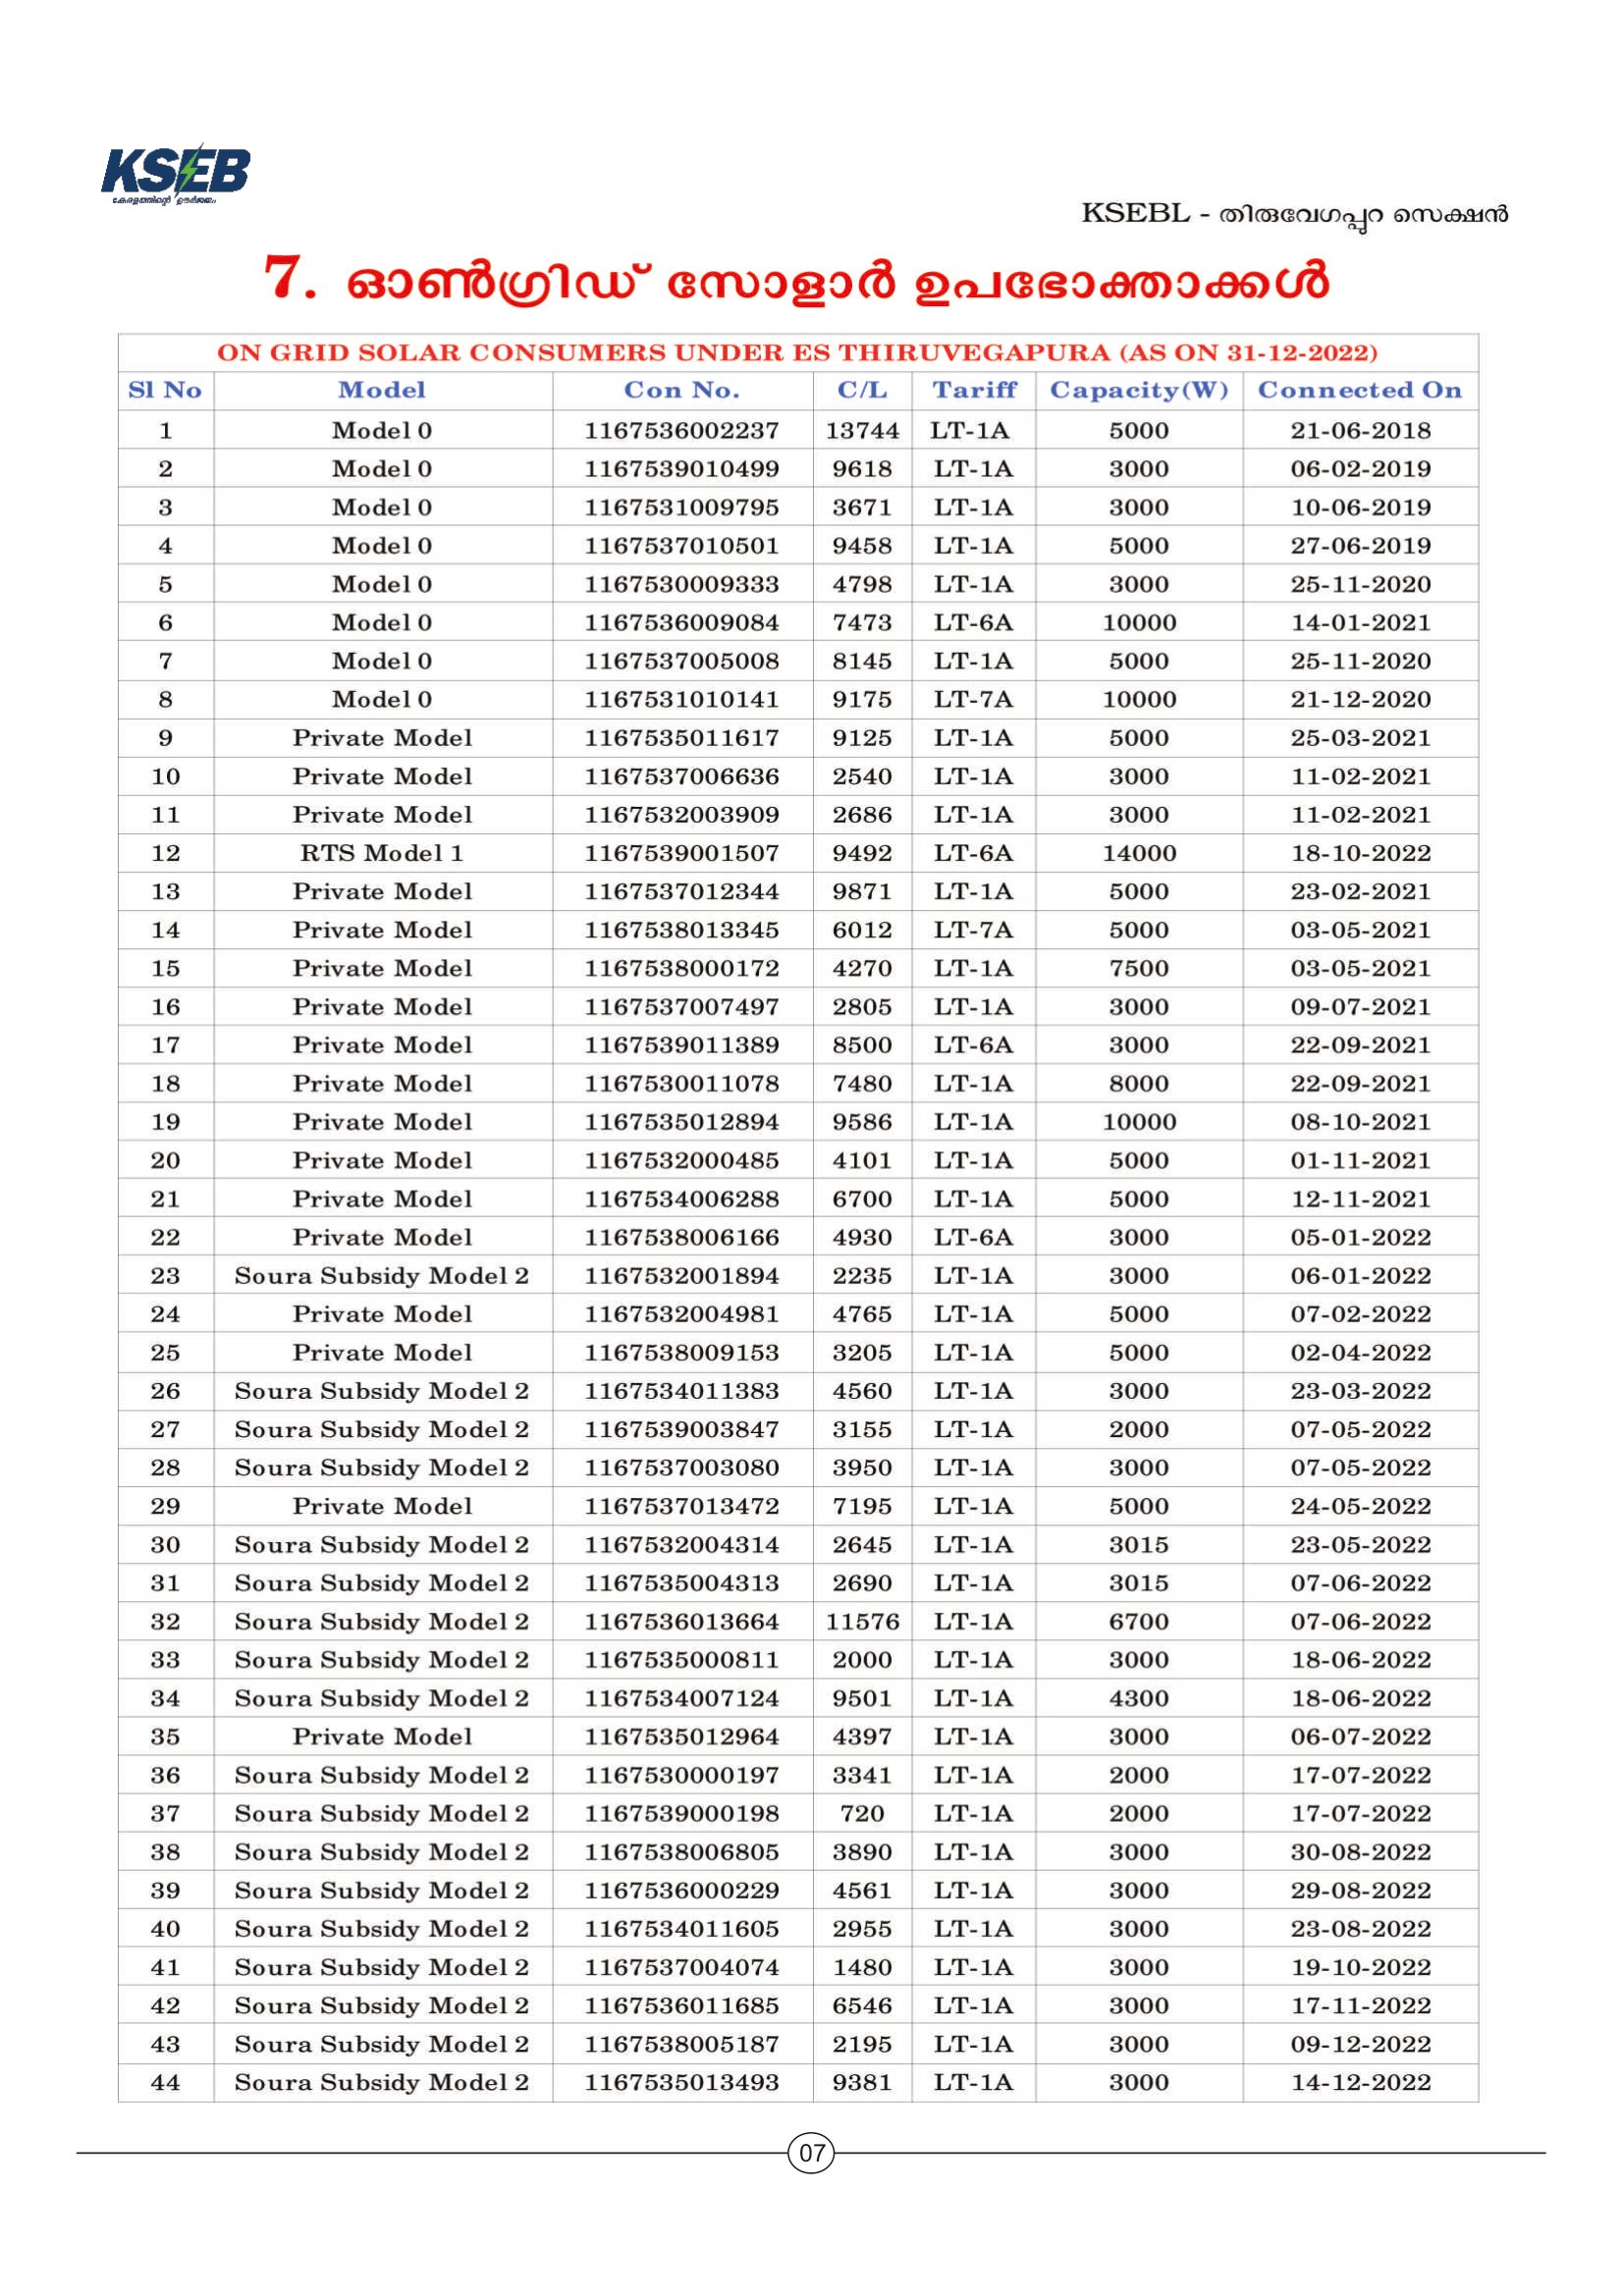 KSEB
കേരളത്തിന്റെ ഊർജ്ജം
KSEBL - തിരുവേഗപ്പുറ സെക്ഷൻ
7. ഓൺഗ്രിഡ് സോളാർ ഉപഭോക്താക്കൾ
ON GRID SOLAR CONSUMERS UNDER ES THIRUVEGAPURA (AS ON 31-12-2022)
Sl No Model Con No. C/L Tariff Capacity(W) Connected On
1 Model 0 1167536002237 13744 LT-1A 5000 21-06-2018
2 Model 0 1167539010499 9618 LT-1A 3000 06-02-2019
3 Model 0 1167531009795 3671 LT-1A 3000 10-06-2019
4 Model 0 1167537010501 9458 LT-1A 5000 27-06-2019
5 Model 0 1167530009333 4798 LT-1A 3000 25-11-2020
6 Model 0 1167536009084 7473 LT-6A 10000 14-01-2021
7 Model 0 1167537005008 8145 LT-1A 5000 25-11-2020
8 Model 0 1167531010141 9175 LT-7A 10000 21-12-2020
9 Private Model 1167535011617 9125 LT-1A 5000 25-03-2021
10 Private Model 1167537006636 2540 LT-1A 3000 11-02-2021
11 Private Model 1167532003909 2686 LT-1A 3000 11-02-2021
12 RTS Model 1 1167539001507 9492 LT-6A 14000 18-10-2022
13 Private Model 1167537012344 9871 LT-1A 5000 23-02-2021
14 Private Model 1167538013345 6012 LT-7A 5000 03-05-2021
15 Private Model 1167538000172 4270 LT-1A 7500 03-05-2021
16 Private Model 1167537007497 2805 LT-1A 3000 09-07-2021
17 Private Model 1167539011389 8500 LT-6A 3000 22-09-2021
18 Private Model 1167530011078 7480 LT-1A 8000 22-09-2021
19 Private Model 1167535012894 9586 LT-1A 10000 08-10-2021
20 Private Model 1167532000485 4101 LT-1A 5000 01-11-2021
21 Private Model 1167534006288 6700 LT-1A 5000 12-11-2021
22 Private Model 1167538006166 4930 LT-6A 3000 05-01-2022
23 Soura Subsidy Model 2 1167532001894 2235 LT-1A 3000 06-01-2022
24 Private Model 1167532004981 4765 LT-1A 5000 07-02-2022
25 Private Model 1167538009153 3205 LT-1A 5000 02-04-2022
26 Soura Subsidy Model 2 1167534011383 4560 LT-1A 3000 23-03-2022
27 Soura Subsidy Model 2 1167539003847 3155 LT-1A 2000 07-05-2022
28 Soura Subsidy Model 2 1167537003080 3950 LT-1A 3000 07-05-2022
29 Private Model 1167537013472 7195 LT-1A 5000 24-05-2022
30 Soura Subsidy Model 2 1167532004314 2645 LT-1A 3015 23-05-2022
31 Soura Subsidy Model 2 1167535004313 2690 LT-1A 3015 07-06-2022
32 Soura Subsidy Model 2 1167536013664 11576 LT-1A 6700 07-06-2022
33 Soura Subsidy Model 2 1167535000811 2000 LT-1A 3000 18-06-2022
34 Soura Subsidy Model 2 1167534007124 9501 LT-1A 4300 18-06-2022
35 Private Model 1167535012964 4397 LT-1A 3000 06-07-2022
36 Soura Subsidy Model 2 1167530000197 3341 LT-1A 2000 17-07-2022
37 Soura Subsidy Model 2 1167539000198 720 LT-1A 2000 17-07-2022
38 Soura Subsidy Model 2 1167538006805 3890 LT-1A 3000 30-08-2022
39 Soura Subsidy Model 2 1167536000229 4561 LT-1A 3000 29-08-2022
40 Soura Subsidy Model 2 1167534011605 2955 LT-1A 3000 23-08-2022
41 Soura Subsidy Model 2 1167537004074 1480 LT-1A 3000 19-10-2022
42 Soura Subsidy Model 2 1167536011685 6546 LT-1A 3000 17-11-2022
43 Soura Subsidy Model 2 1167538005187 2195 LT-1A 3000 09-12-2022
44 Soura Subsidy Model 2 1167535013493 9381 LT-1A 3000 14-12-2022
07